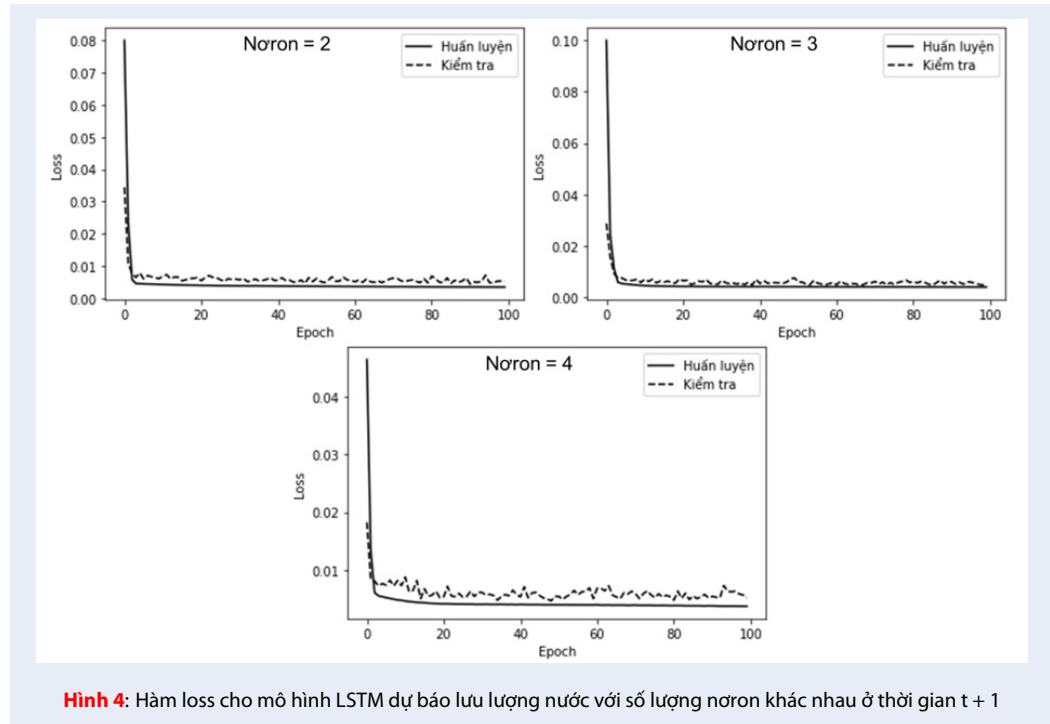 Nơron = 2
Huấn luyện
Kiểm tra
0.08
0.07
0.06
0.05
0.04
0.03
0.02
0.01
0.00
Loss
0 20 40 60 80 100
Epoch
Nơron = 3
Huấn luyện
Kiểm tra
0.10
0.08
0.06
0.04
0.02
0.00
Loss
0 20 40 60 80 100
Epoch
Nơron = 4
Huấn luyện
Kiểm tra
0.04
0.03
0.02
0.01
Loss
0 20 40 60 80 100
Epoch
Hình 4: Hàm loss cho mô hình LSTM dự báo lưu lượng nước với số lượng nơron khác nhau ở thời gian t + 1